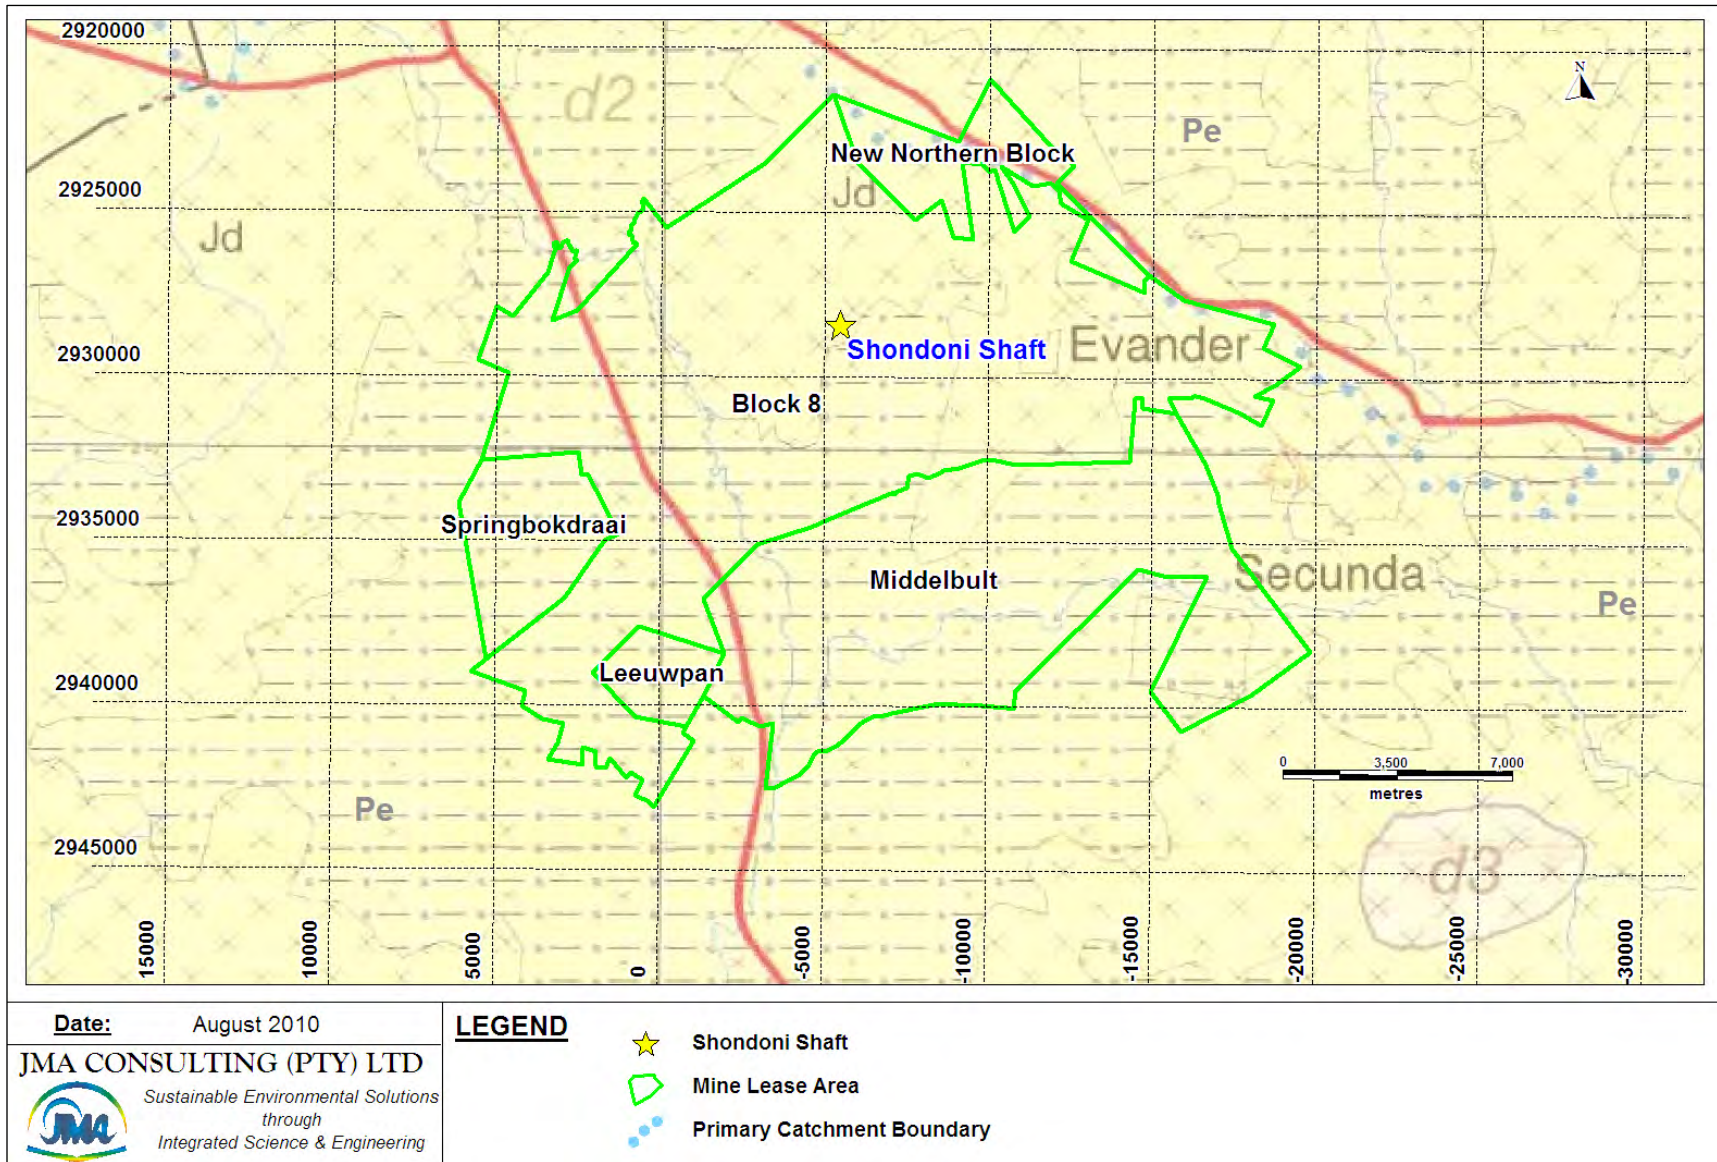 2920000
N
d2
Pe
New Northern Block
2925000
Jd
Jd
Shondoni Shaft
Evander
2930000
Block 8
2935000
Springbokdraai
Middelbult
Secunda
Pe
Leeuwpan
2940000
0 3,500 7,000
metres
Pe
2945000
d3
15000
10000
5000
0
-5000
-10000
-15000
-20000
-25000
-30000
Date: August 2010
JMA CONSULTING (PTY) LTD
JMA
Sustainable Environmental Solutions
through
Integrated Science & Engineering
LEGEND
Shondoni Shaft
Mine Lease Area
Primary Catchment Boundary